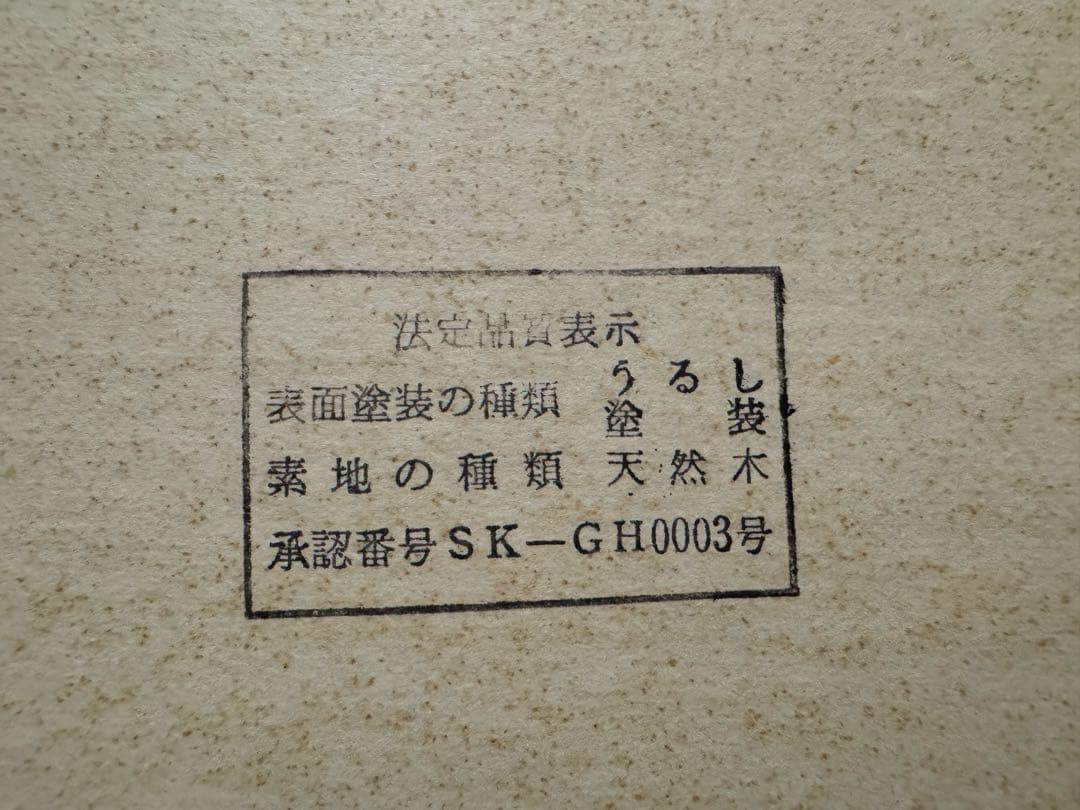 法定品質表示
表面塗装の種類 うるし塗装
素地の種類 天然木
承認番号SK—GH0003号